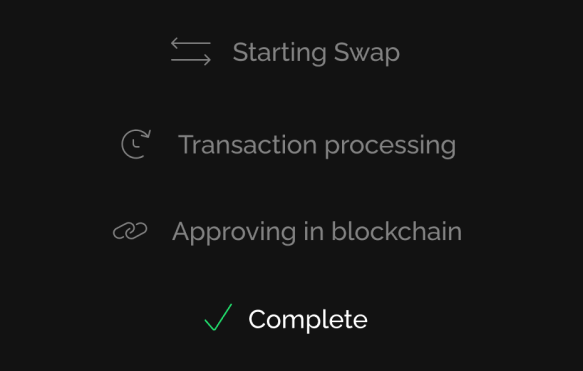 Starting Swap
Transaction processing
Approving in blockchain
Complete